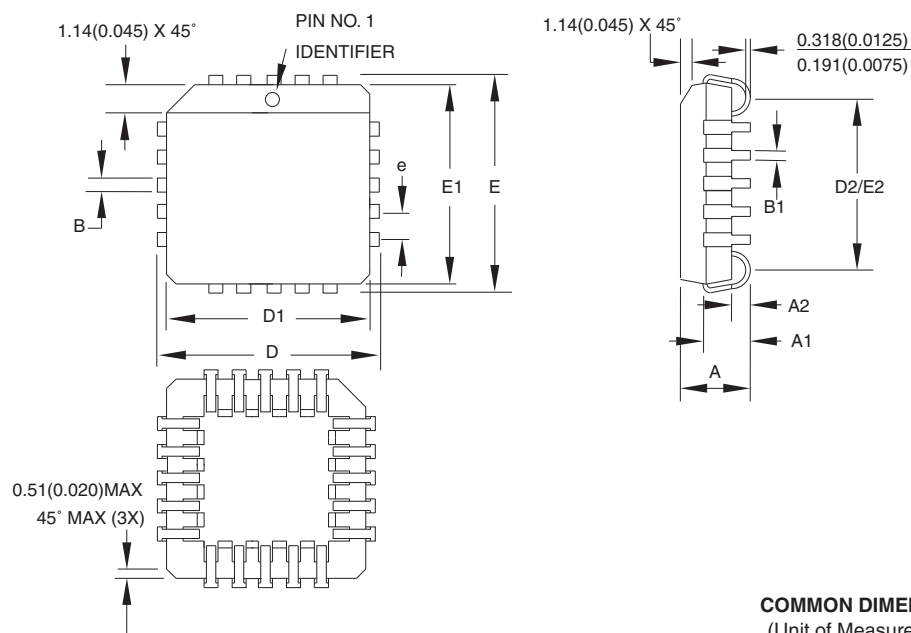 1.14(0.045) X 45˚
PIN NO. 1
IDENTIFIER
1.14(0.045) X 45˚
0.318(0.0125)
0.191(0.0075)
e
E1
E
B
B1
D2/E2
D1
D
A2
A1
A
0.51(0.020)MAX
45˚ MAX (3X)
COMMON
(Unit of